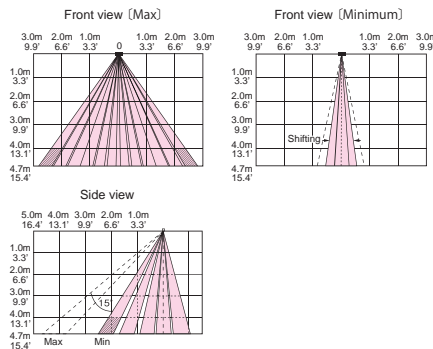 Front view〔Max〕
3.0m 2.0m 1.0m 0 1.0m 2.0m 3.0m
9.9' 6.6' 3.3' 3.3' 6.6' 9.9'
1.0m
3.3'
2.0m
6.6'
3.0m
9.9'
4.0m
13.1'
4.7m
15.4'
Front view〔Minimum〕
3.0m 2.0m 1.0m 1.0m 2.0m 3.0m
9.9' 6.6' 3.3' 3.3' 6.6' 9.9'
1.0m
3.3'
2.0m
6.6'
3.0m
9.9'
4.0m
13.1'
4.7m
15.4'
Shifting
Side view
5.0m 4.0m 3.0m 2.0m 1.0m
16.4' 13.1' 9.9' 6.6' 3.3'
1.0m
3.3'
2.0m
6.6'
3.0m
9.9'
4.0m
13.1'
4.7m
15.4'
15°
Max Min